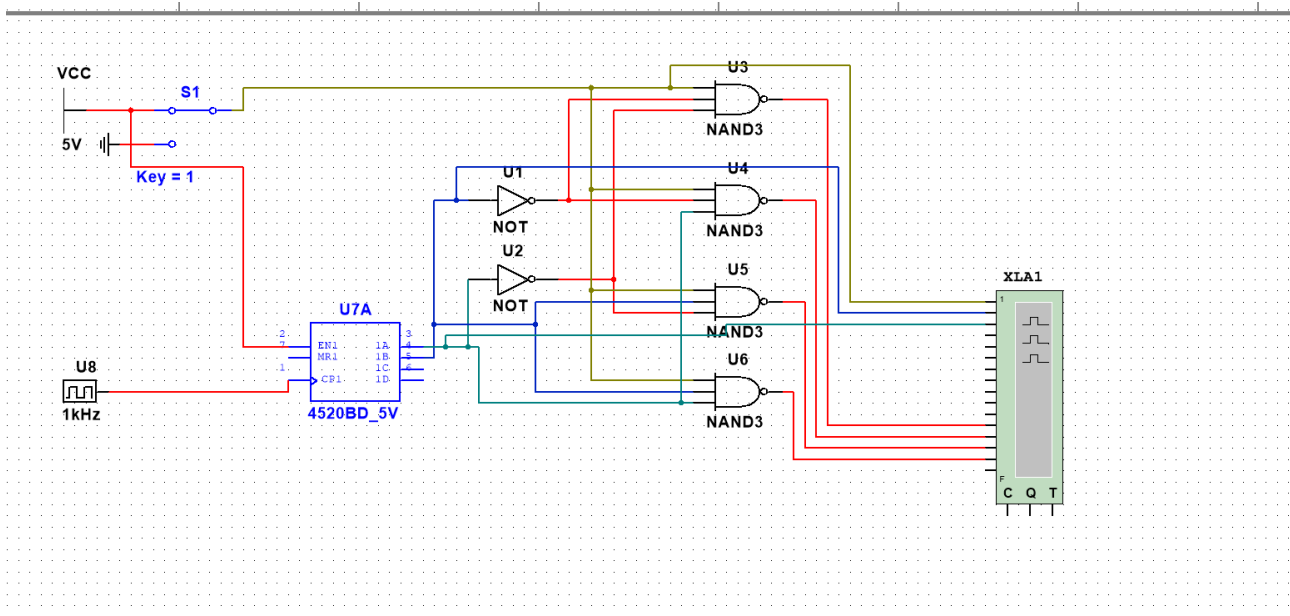 VCC
S1
5V
Key = 1
U3
NAND3
U1
NOT
U4
NAND3
U2
NOT
U5
NAND3
XLA1
1
U7A
2
7
1
EN1
MR1
CP1
1A
1B
1C
1D
3
4
5
6
4520BD_5V
U8
1kHz
U6
NAND3
F
C Q T